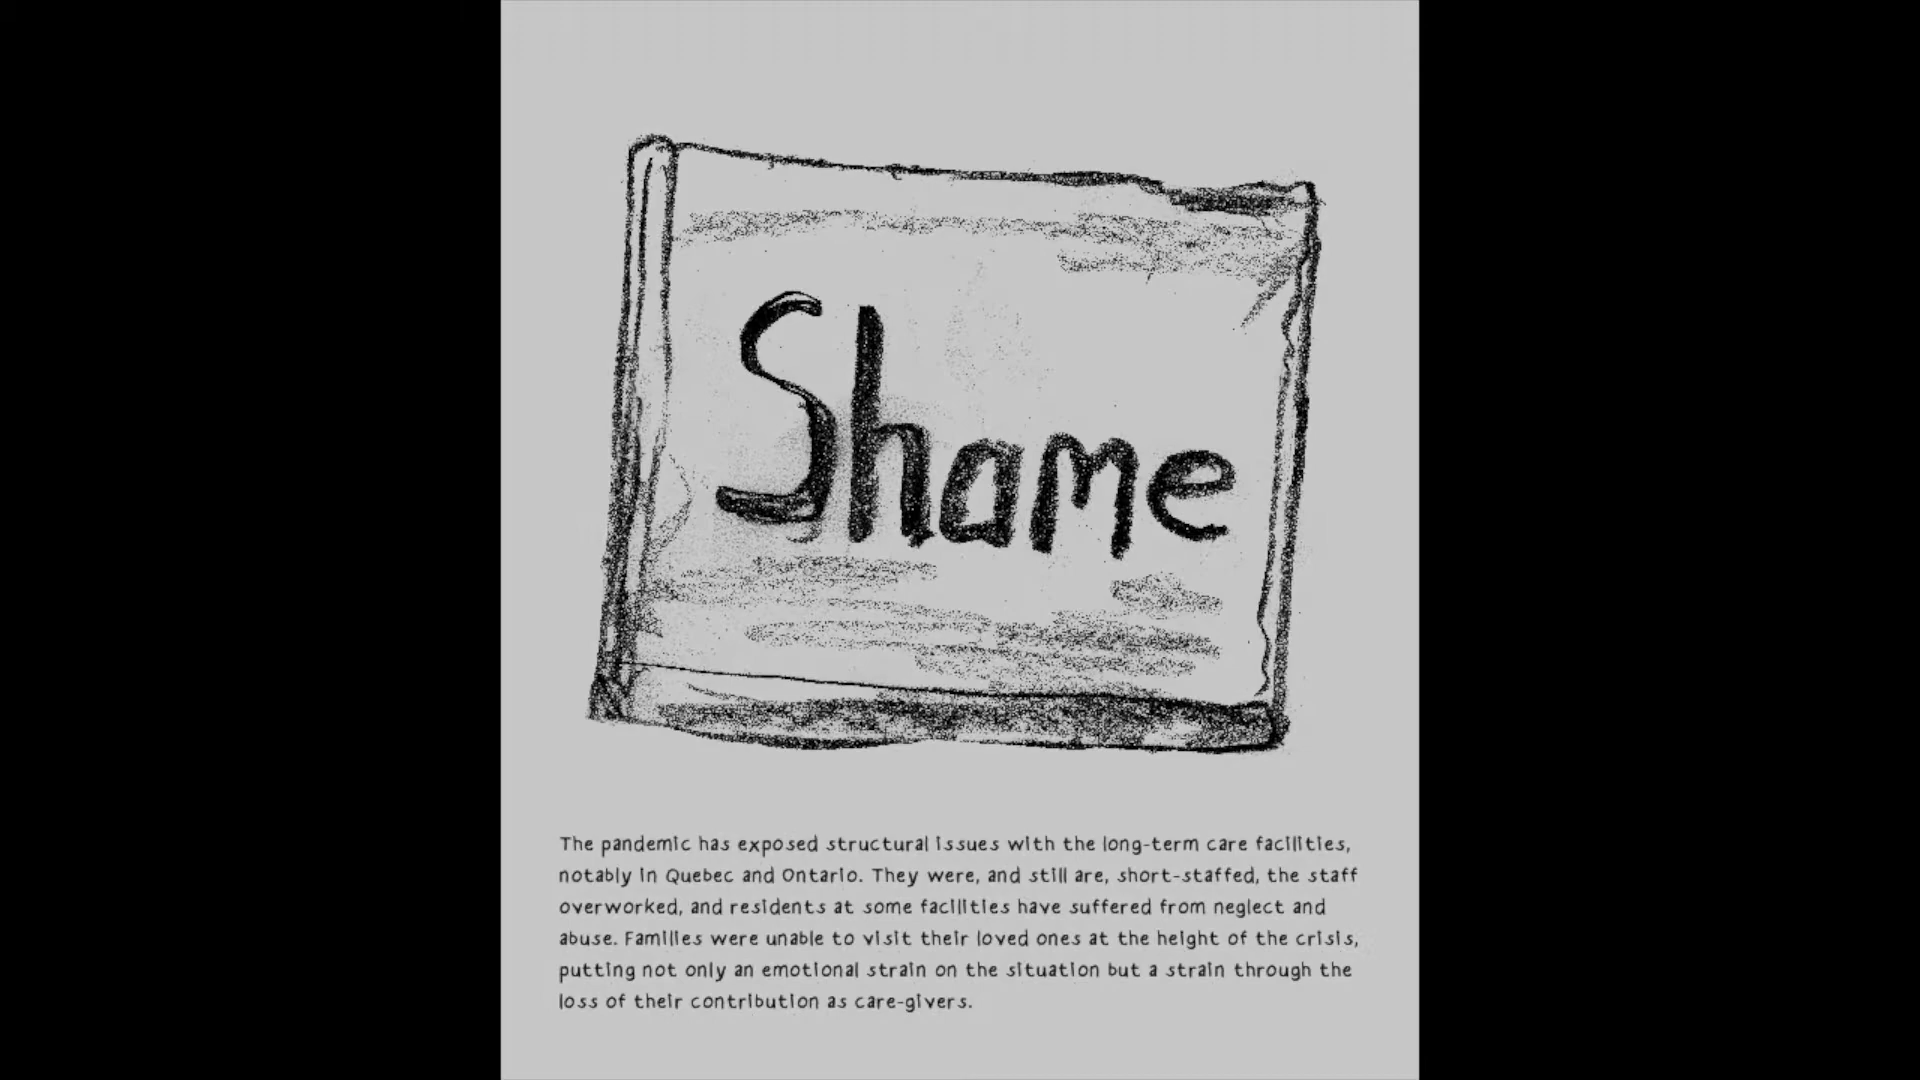 Shame
The pandemic has exposed structural issues with the long-term care facilities,
notably in Quebec and Ontario. They were, and still are, short-staffed, the staff
overworked, and residents at some facilities have suffered from neglect and
abuse. Families were unable to visit their loved ones at the height of the crisis,
putting not only an emotional strain on the situation but a strain through the
loss of their contribution as care-givers.